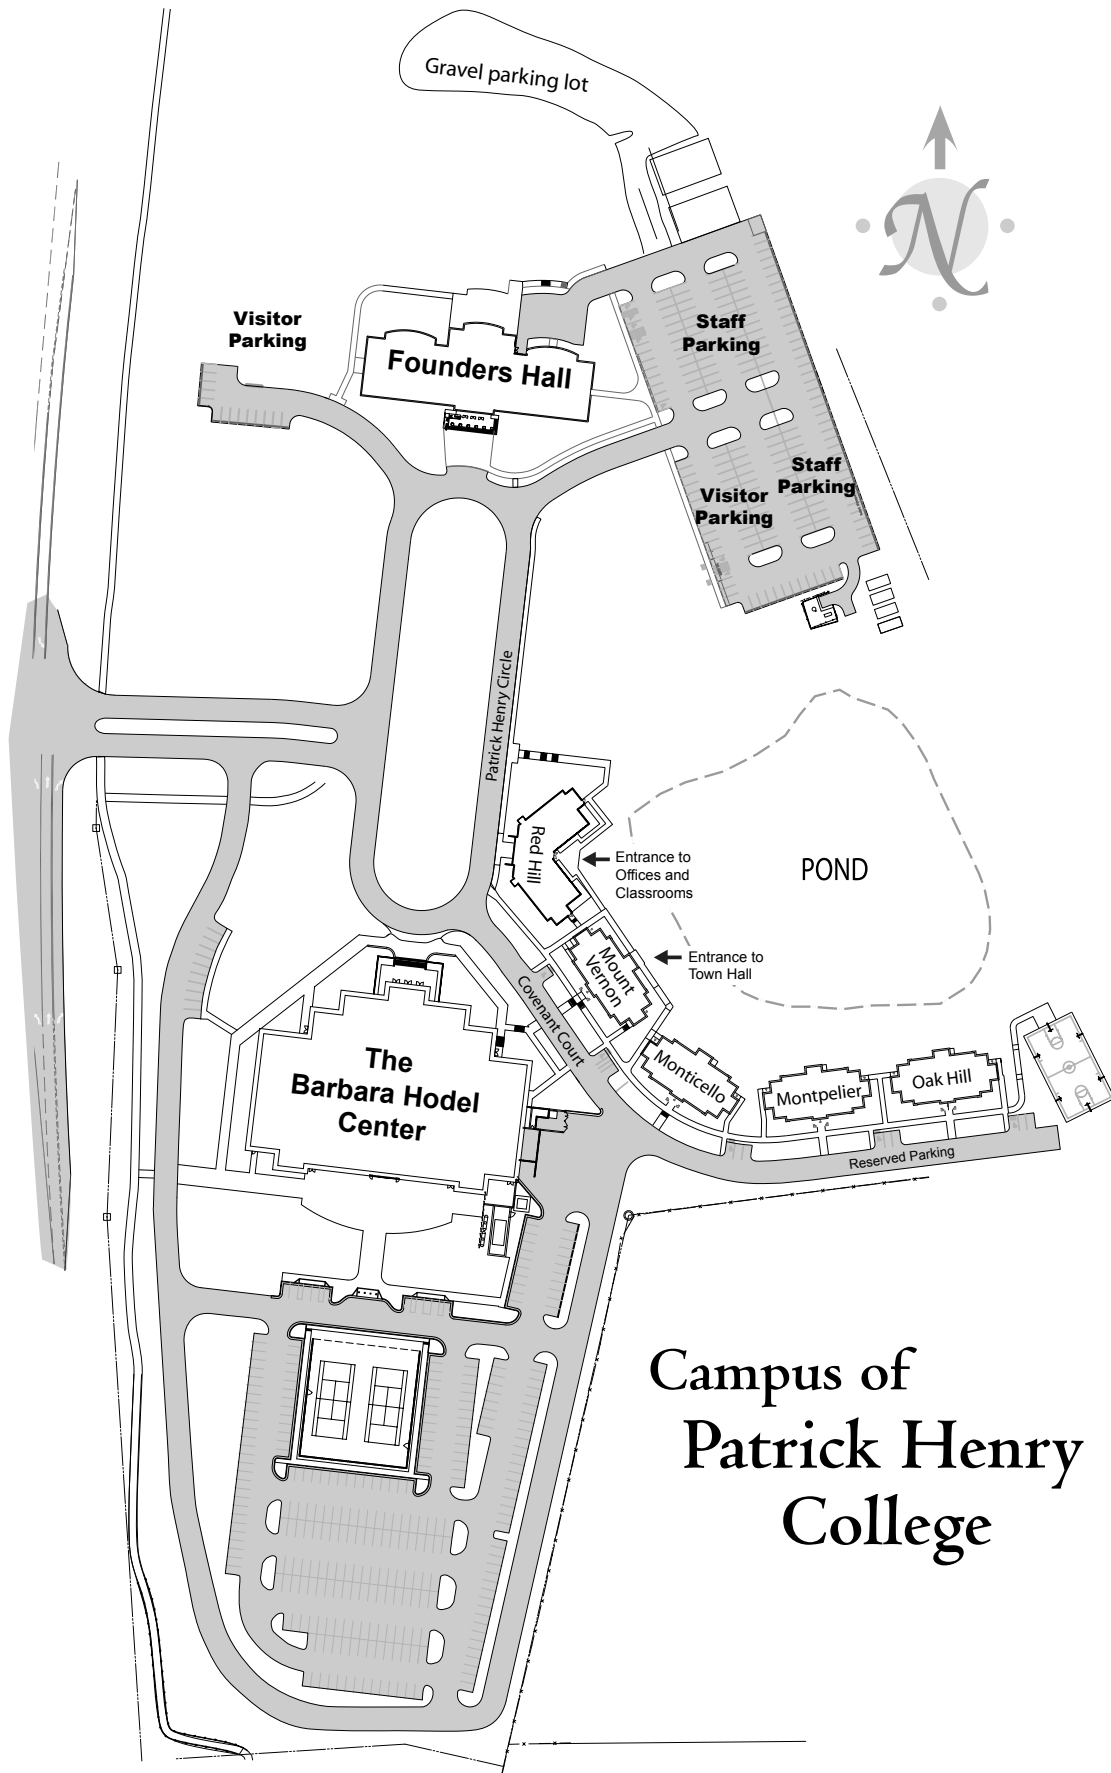 Gravel parking lot
N
Visitor
Parking
Founders Hall
Staff
Parking
Staff
Parking
Visitor
Parking
Patrick Henry Circle
Red Hill
Entrance to
Offices and
Classrooms
POND
Mount
Vernon
Entrance to
Town Hall
Covenant Court
The
Barbara Hodel
Center
Monticello
Montpelier
Oak Hill
Reserved Parking
Campus of
Patrick Henry
College